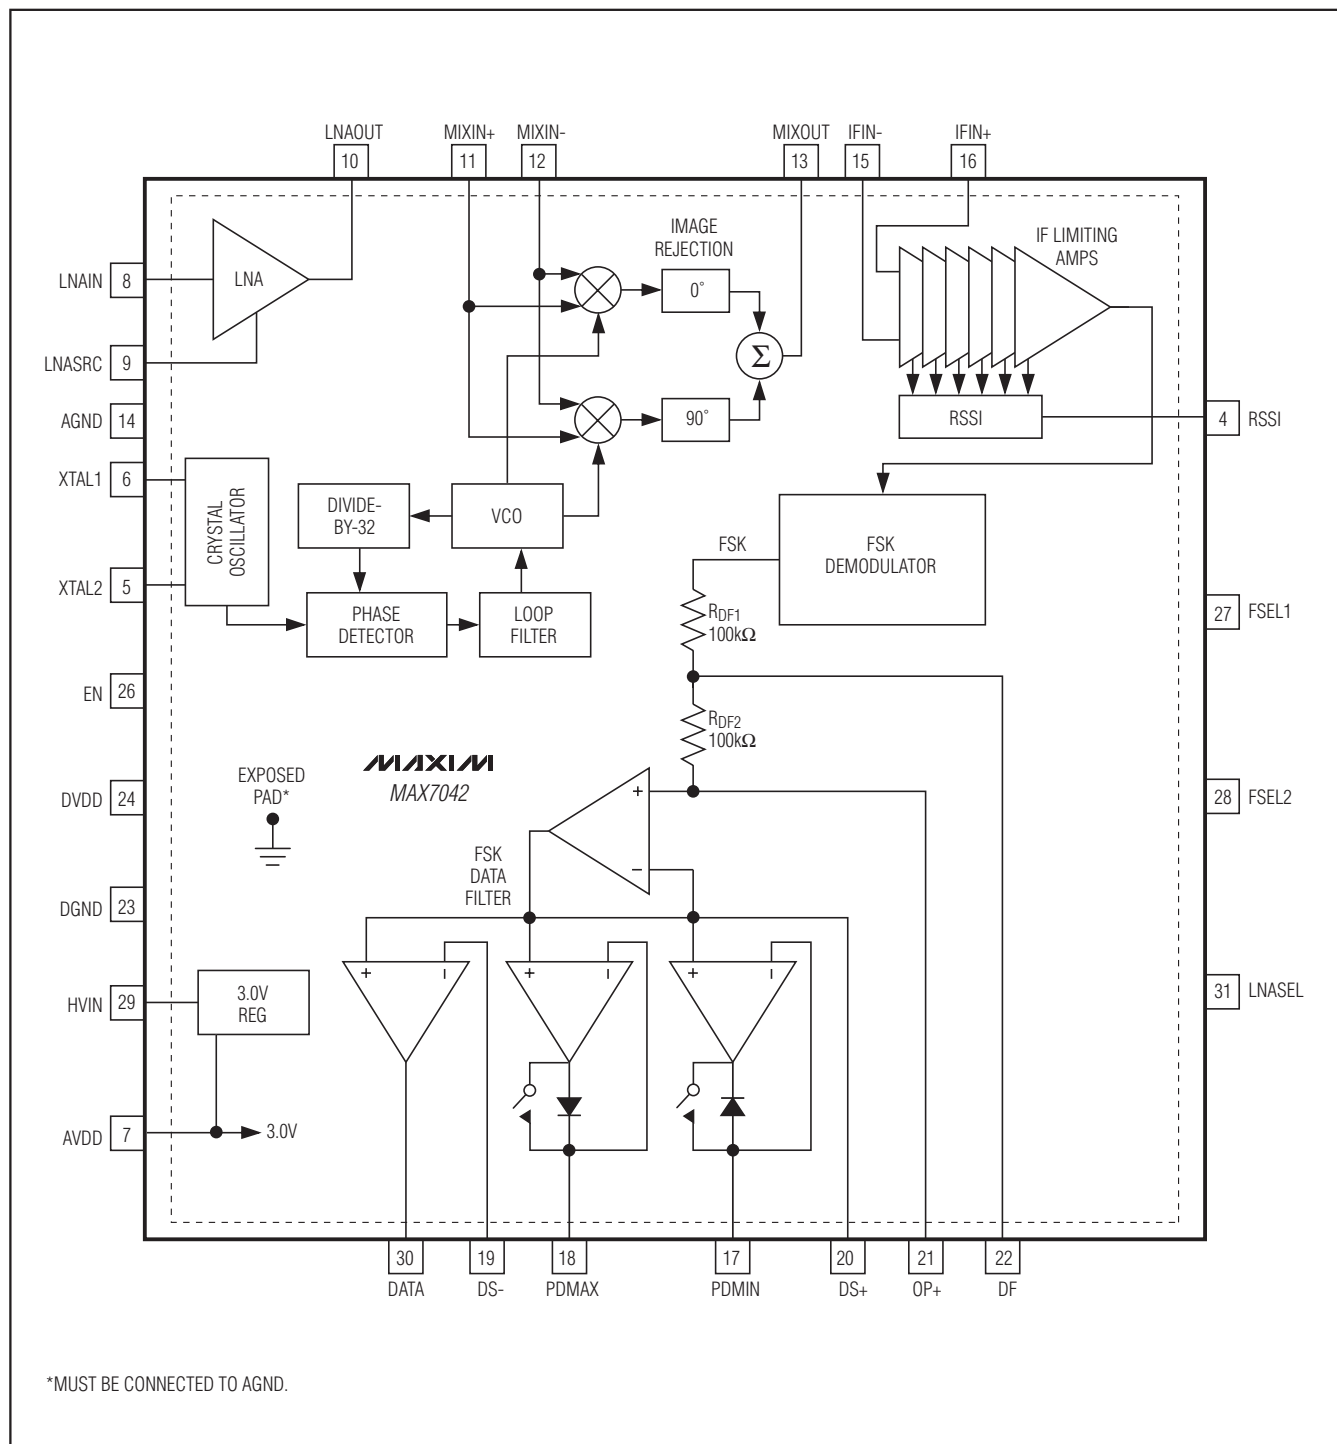 LNAOUT
MIXIN+
MIXIN-
MIXOUT
IFIN-
IFIN+
10
11
12
13
15
16
IMAGE
REJECTION
IF LIMITING
AMPS
LNAIN 8
LNA
0°
Σ
LNASRC 9
AGND 14
90°
RSSI
4 RSSI
XTAL1 6
CRYSTAL
OSCILLATOR
DIVIDE-
BY-32
VCO
FSK
FSK
DEMODULATOR
XTAL2 5
PHASE
DETECTOR
LOOP
FILTER
RDF1
100kΩ
27 FSEL1
EN 26
RDF2
100kΩ
MAXIM
MAX7042
EXPOSED
PAD*
DVDD 24
28 FSEL2
+
−
FSK
DATA
FILTER
DGND 23
+ −
+ −
+ −
HVIN 29
3.0V
REG
31 LNASEL
AVDD 7
3.0V
30
19
18
17
20
21
22
DATA
DS-
PDMAX
PDMIN
DS+
OP+
DF
*MUST BE CONNECTED TO AGND.